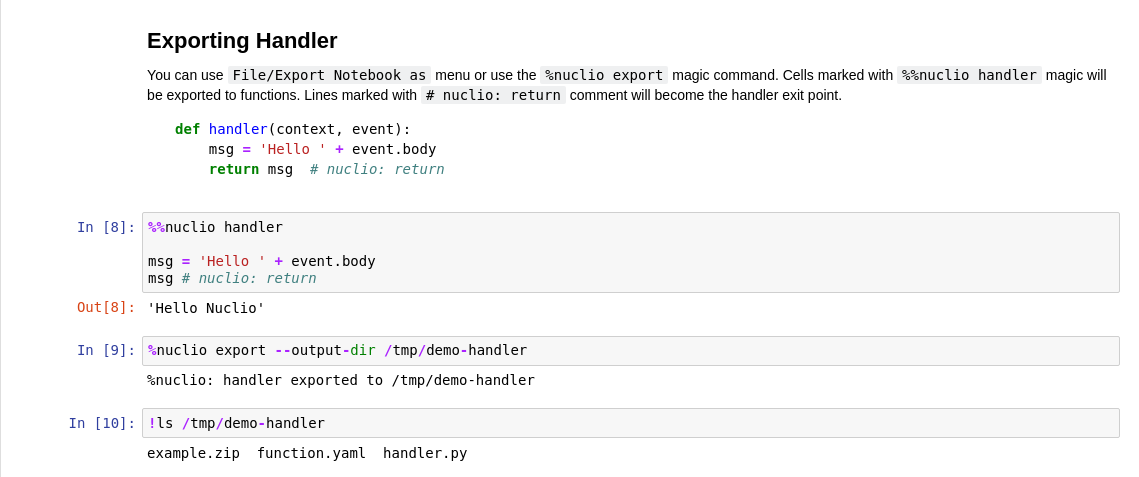 Exporting Handler
You can use File/Export Notebook as menu or use the %nuclio export magic command. Cells marked with %%nuclio handler magic will
be exported to functions. Lines marked with # nuclio: return comment will become the handler exit point.
def handler(context, event):
    msg = 'Hello ' + event.body
    return msg  # nuclio: return
In [8]: %%nuclio handler
msg = 'Hello ' + event.body
msg # nuclio: return
Out[8]: 'Hello Nuclio'
In [9]: %nuclio export --output-dir /tmp/demo-handler
%nuclio: handler exported to /tmp/demo-handler
In [10]: !ls /tmp/demo-handler
example.zip  function.yaml  handler.py